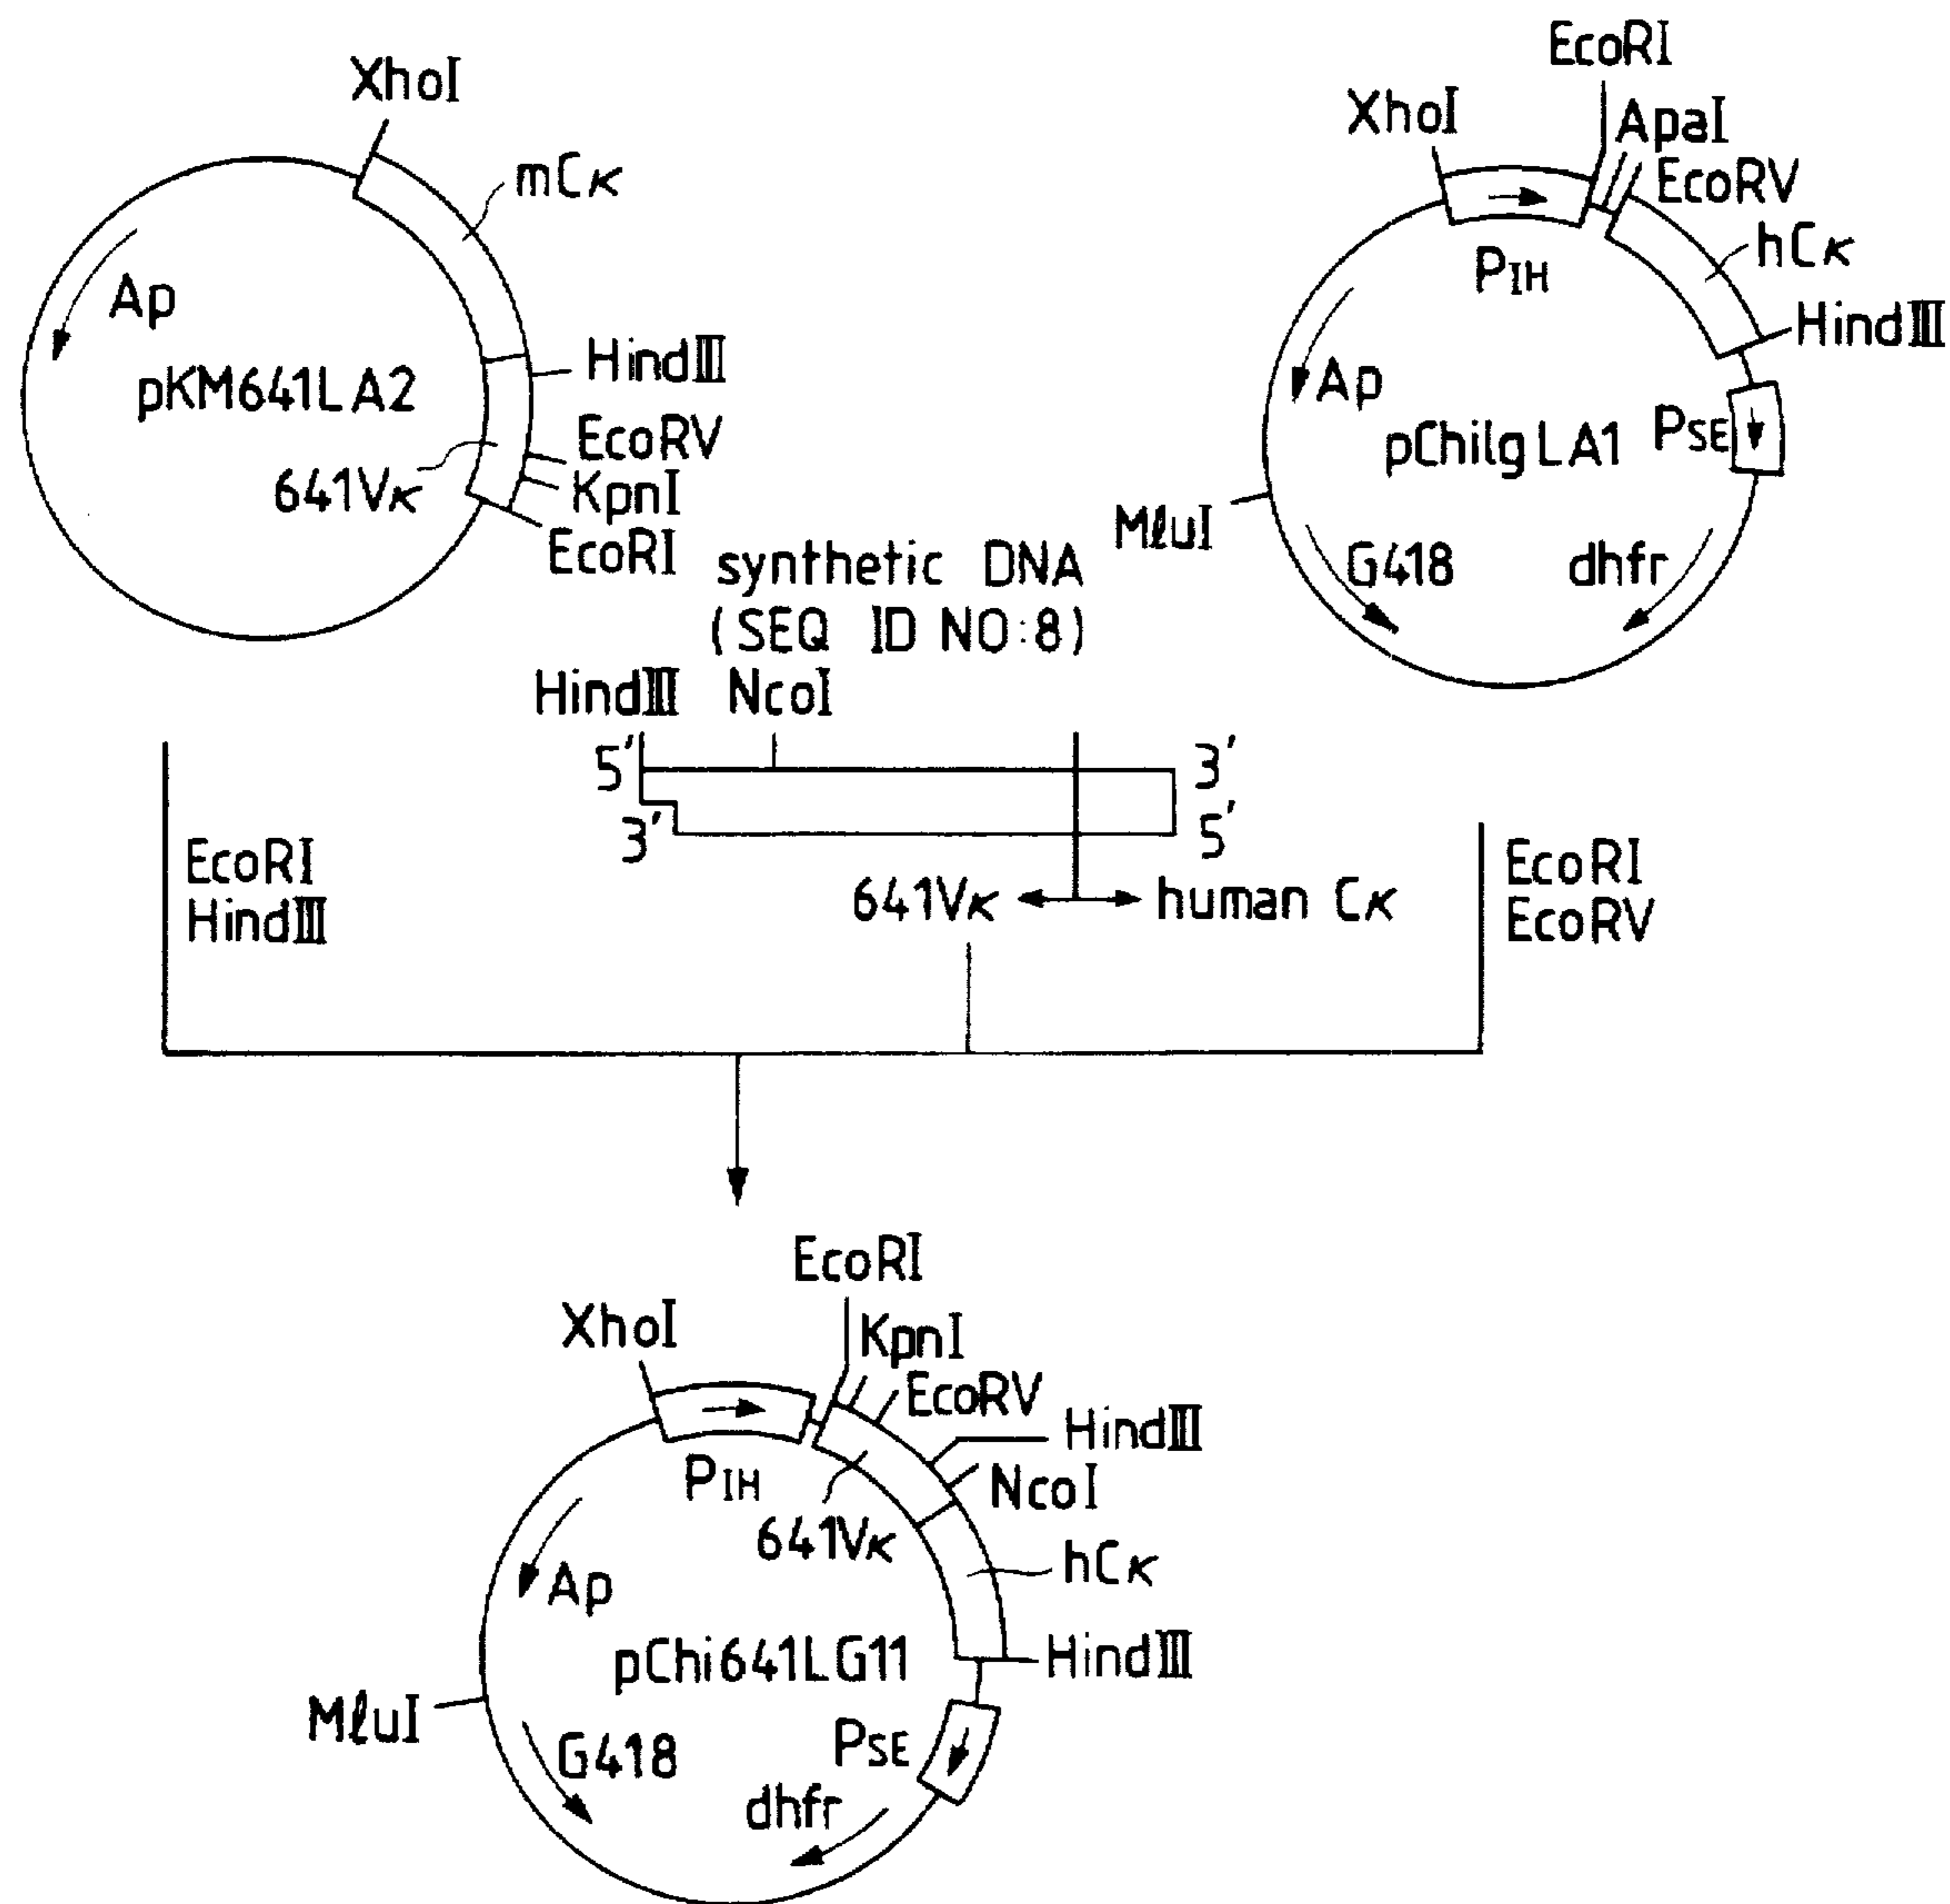 XhoI
mCκ
Ap
pKM641LA2
HindIII
EcoRV
641Vκ
KpnI
EcoRI
EcoRI
XhoI
ApaI
EcoRV
hCκ
PIH
HindIII
Ap
pChiIgLA1
PSE
MluI
G418
dhfr
synthetic DNA
(SEQ ID NO:8)
HindIII NcoI
5' 3'
3' 5'
641Vκ human Cκ
EcoRI
HindIII
EcoRI
EcoRV
EcoRI
XhoI
KpnI
EcoRV
HindIII
NcoI
PIH
641Vκ
hCκ
Ap
pChi641LG11
HindIII
MluI
G418
PSE
dhfr